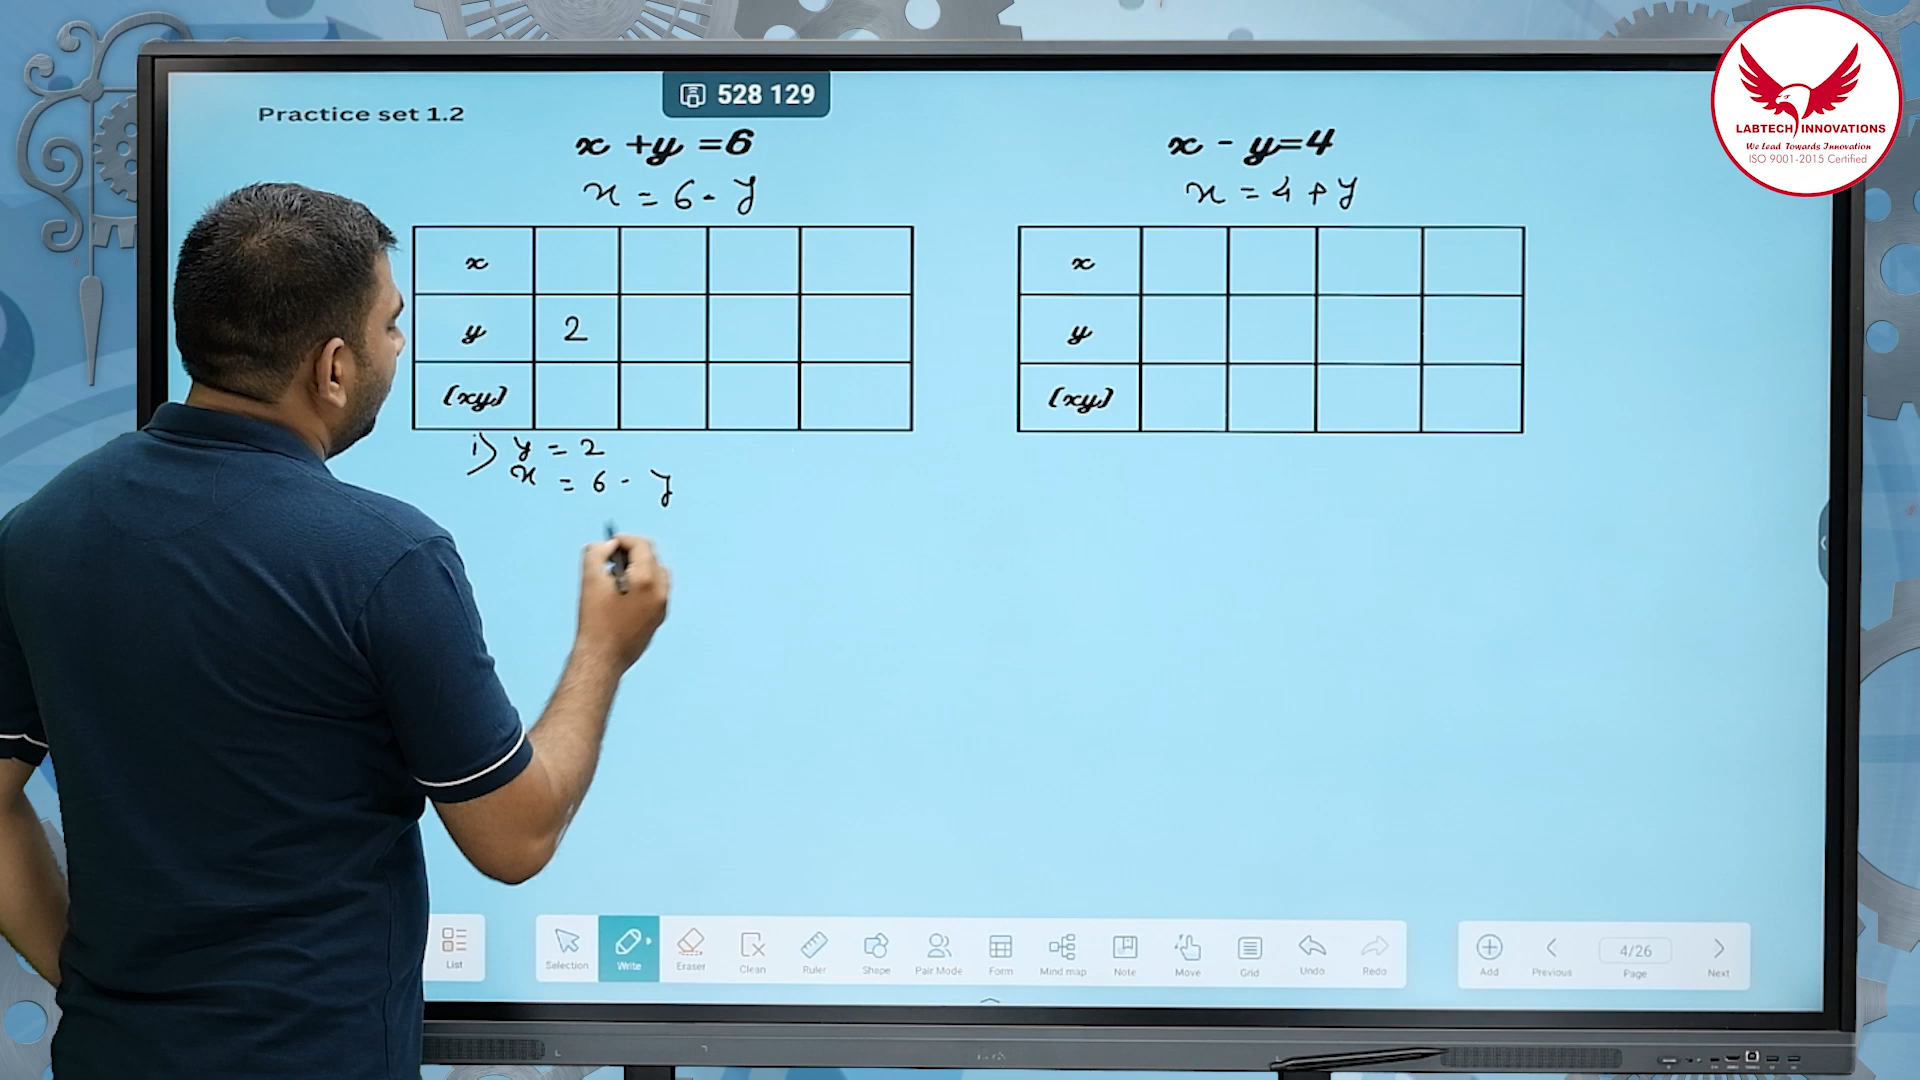 528 129
Practice set 1.2
x + y = 6
x = 6 - y
x
y 2
(xy)
i) y = 2
x = 6 - y
x - y = 4
x = 4 + y
x
y
(xy)
LABTECH INNOVATIONS
We Lead Towards Innovation
ISO 9001-2015 Certified
List
Selection Write Eraser Clean Ruler Shape Pair Mode Form Mind map Note Move Grid Undo Redo
Add Previous 4/26 Page Next